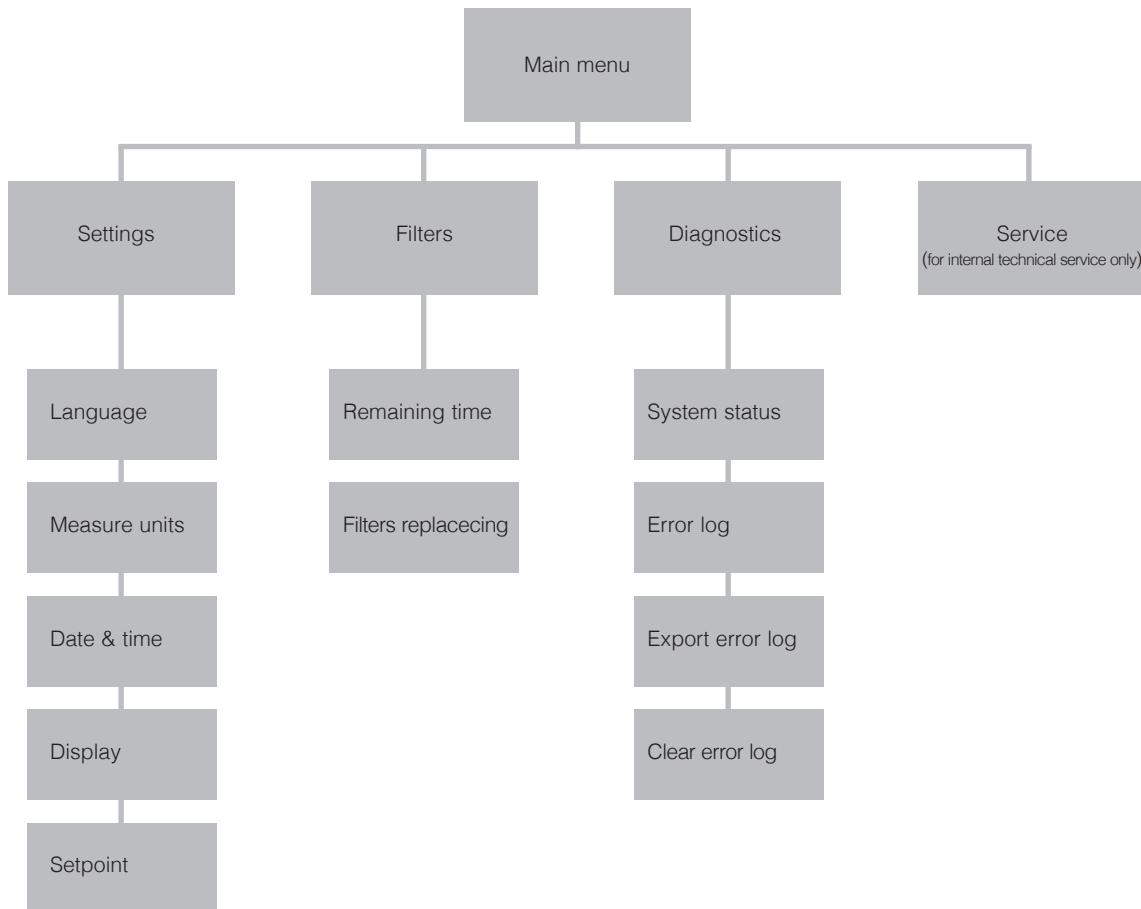 Main menu
Settings
Filters
Diagnostics
Service
(for internal technical service only)
Language
Remaining time
System status
Measure units
Filters replacecing
Error log
Date & time
Export error log
Display
Clear error log
Setpoint